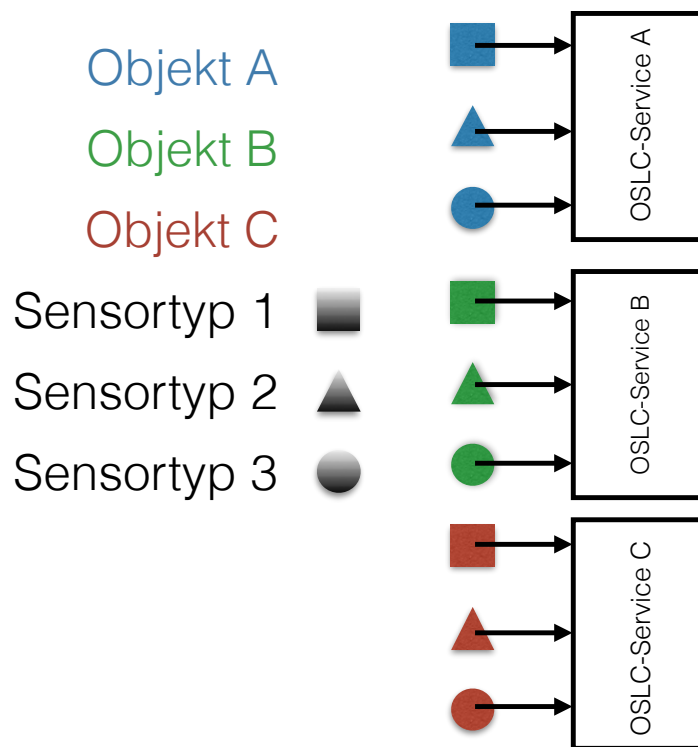 Objekt A
Objekt B
Objekt C
Sensortyp 1
Sensortyp 2
Sensortyp 3
OSLC-Service A
OSLC-Service B
OSLC-Service C